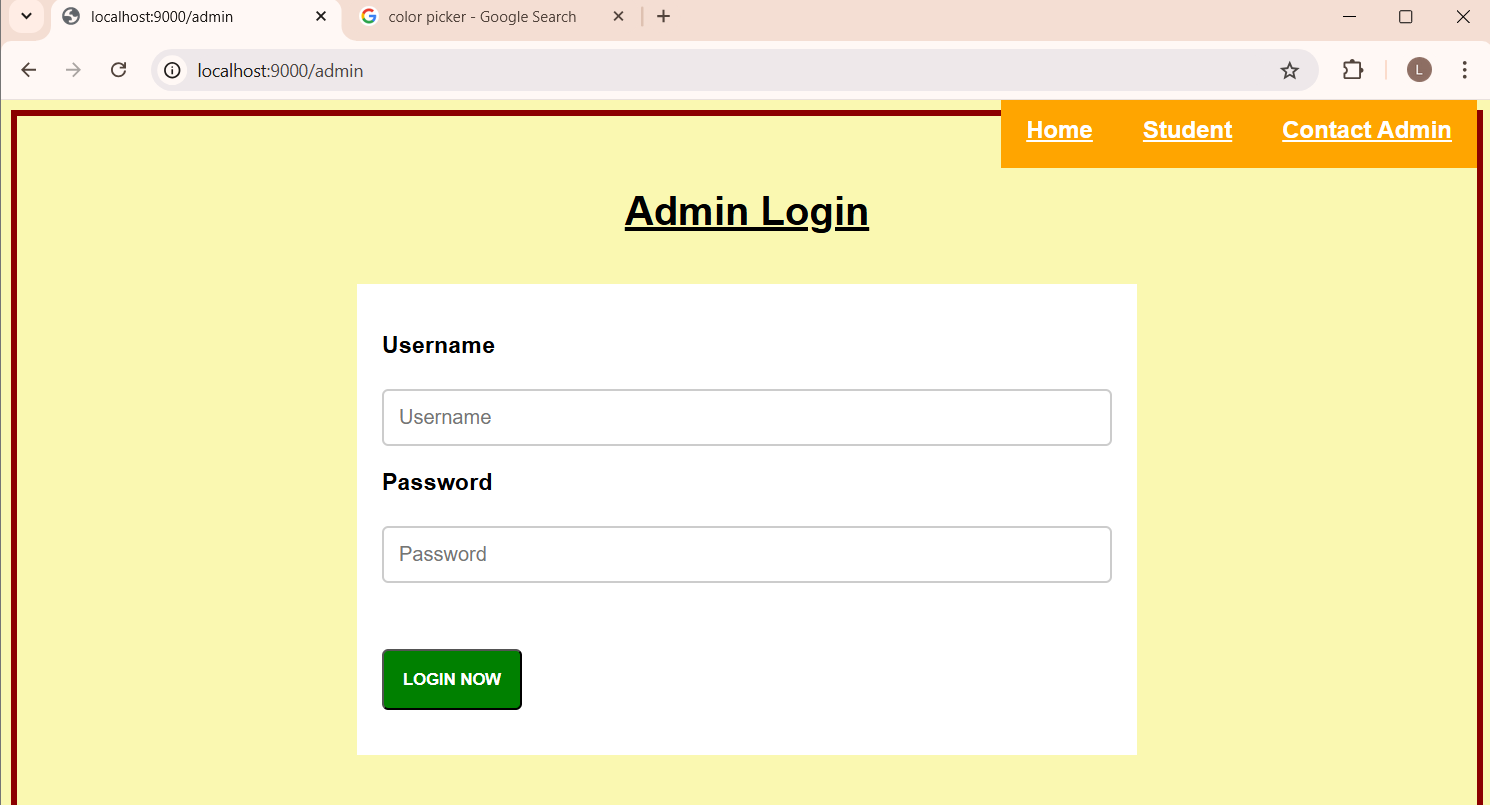 localhost:9000/admin
color picker - Google Search
localhost:9000/admin
L
Home Student Contact Admin
Admin Login
Username
Username
Password
Password
LOGIN NOW